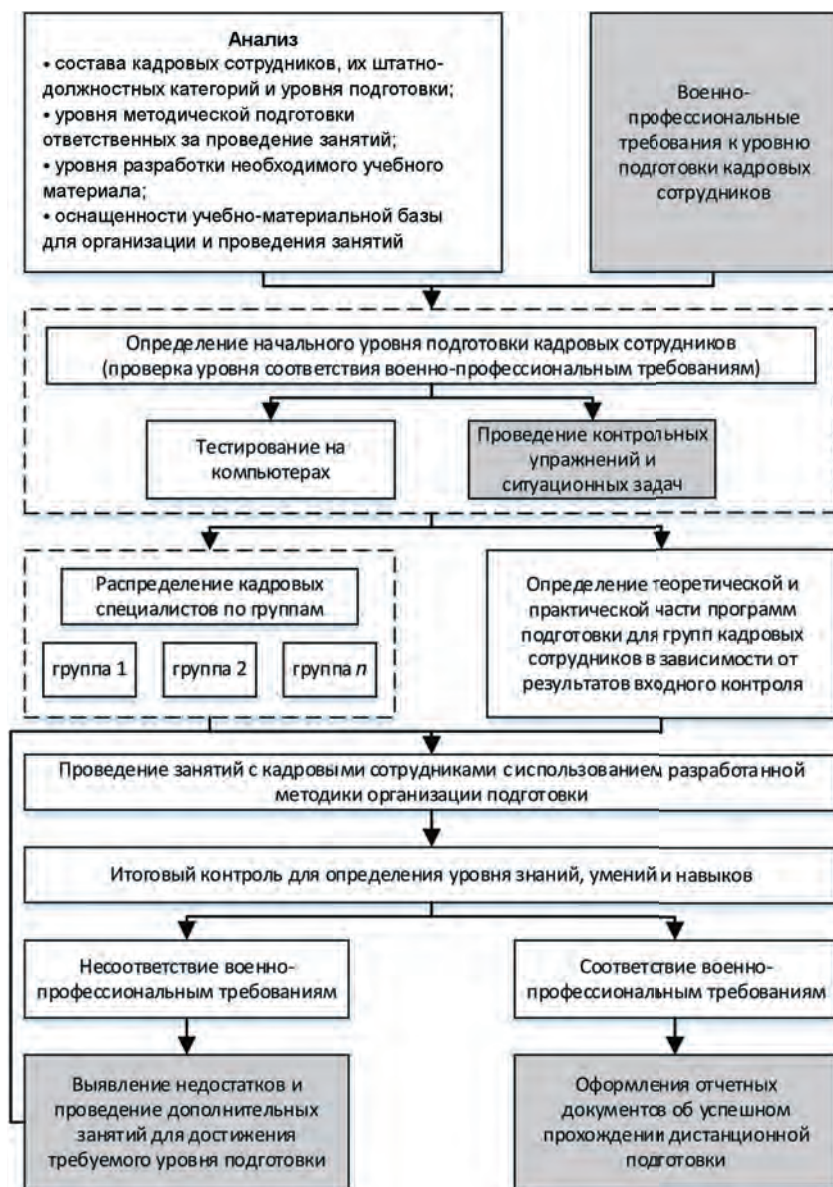 Анализ
• состава кадровых сотрудников, их штатно-
должностных категорий и уровня подготовки;
• уровня методической подготовки
ответственных за проведение занятий;
• уровня разработки необходимого учебного
материала;
• оснащенности учебно-материальной базы
для организации и проведения занятий
Военно-
профессиональные
требования к уровню
подготовки кадровых
сотрудников
Определение начального уровня подготовки кадровых сотрудников
(проверка уровня соответствия военно-профессиональным требованиям)
Тестирование на
компьютерах
Проведение контрольных
упражнений и
ситуационных задач
Распределение кадровых
специалистов по группам
группа 1
группа 2
группа n
Определение теоретической и
практической части программ
подготовки для групп кадровых
сотрудников в зависимости от
результатов входного контроля
Проведение занятий с кадровыми сотрудниками с использованием разработанной
методики организации подготовки
Итоговый контроль для определения уровня знаний, умений и навыков
Несоответствие военно-
профессиональным требованиям
Соответствие военно-
профессиональным требованиям
Выявление недостатков и
проведение дополнительных
занятий для достижения
требуемого уровня подготовки
Оформления отчетных
документов об успешном
прохождении дистанционной
подготовки